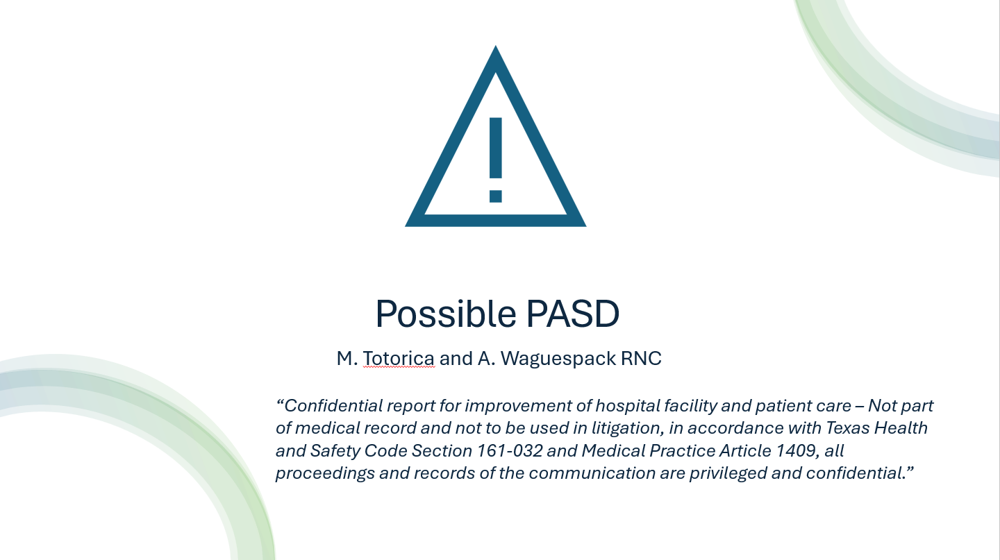 Possible PASD
M. Totorica and A. Waguespack RNC
“Confidential report for improvement of hospital facility and patient care – Not part
of medical record and not to be used in litigation, in accordance with Texas Health
and Safety Code Section 161-032 and Medical Practice Article 1409, all
proceedings and records of the communication are privileged and confidential.”